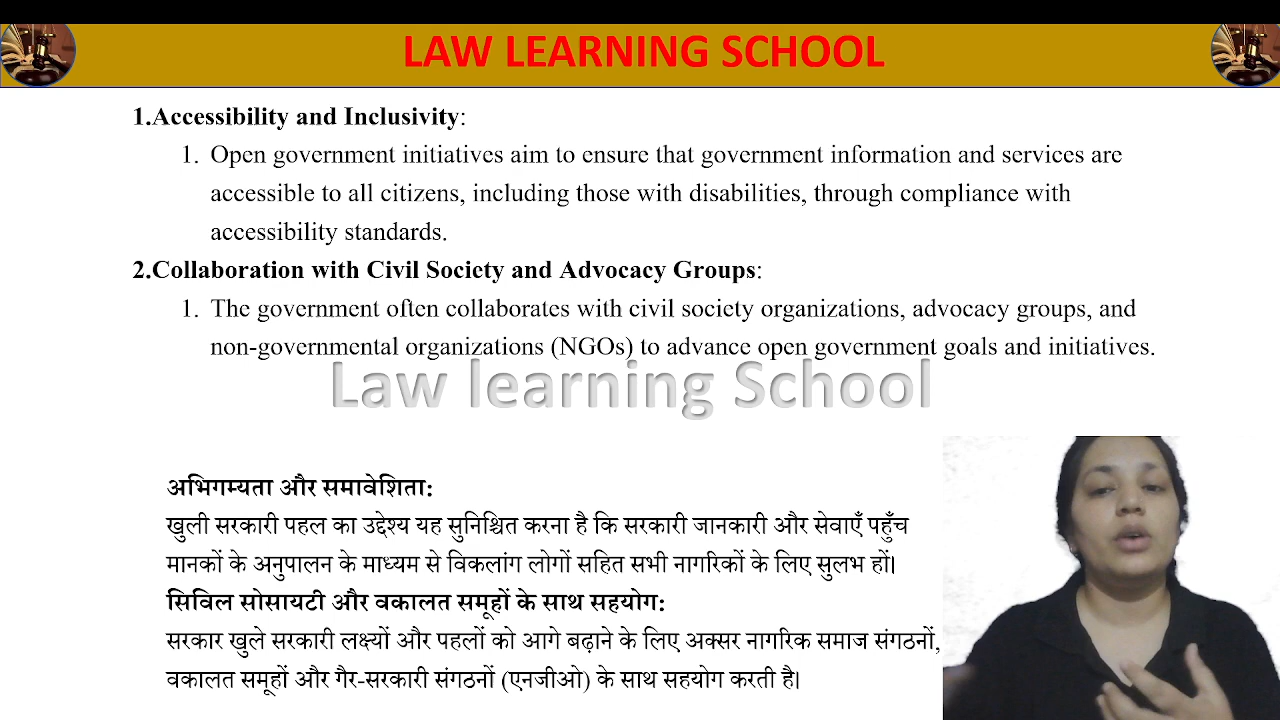 LAW LEARNING SCHOOL
1.Accessibility and Inclusivity:
1. Open government initiatives aim to ensure that government information and services are
accessible to all citizens, including those with disabilities, through compliance with
accessibility standards.
2.Collaboration with Civil Society and Advocacy Groups:
1. The government often collaborates with civil society organizations, advocacy groups, and
non-governmental organizations (NGOs) to advance open government goals and initiatives.
Law learning School
अभिगम्यता और समावेशिता:
खुली सरकारी पहल का उद्देश्य यह सुनिश्चित करना है कि सरकारी जानकारी और सेवाएँ पहुँच
मानकों के अनुपालन के माध्यम से विकलांग लोगों सहित सभी नागरिकों के लिए सुलभ हों।
सिविल सोसायटी और वकालत समूहों के साथ सहयोग:
सरकार खुले सरकारी लक्ष्यों और पहलों को आगे बढ़ाने के लिए अक्सर नागरिक समाज संगठनों,
वकालत समूहों और गैर-सरकारी संगठनों (एनजीओ) के साथ सहयोग करती है।